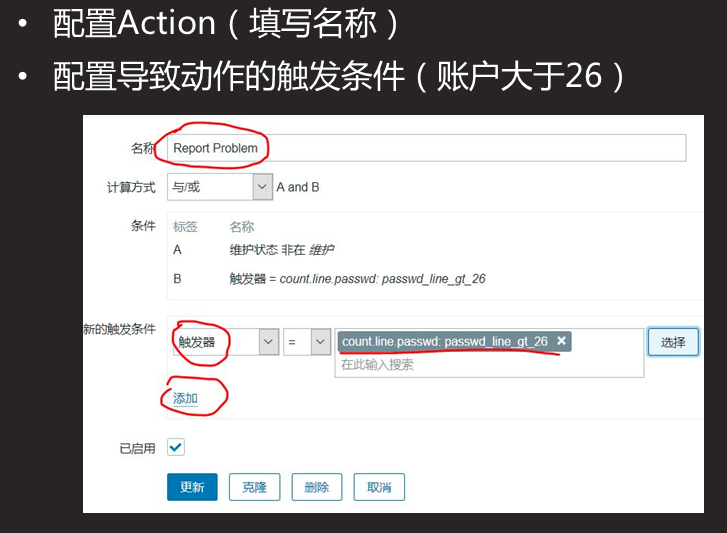 • 配置Action（填写名称）
• 配置导致动作的触发条件（账户大于26）
名称 Report Problem
计算方式 与/或 A and B
条件 标签 名称
A 维护状态 非在 维护
B 触发器 = count.line.passwd: passwd_line_gt_26
新的触发条件 触发器 = count.line.passwd: passwd_line_gt_26 × 选择
在此输入搜索
添加
已启用
更新 克隆 删除 取消